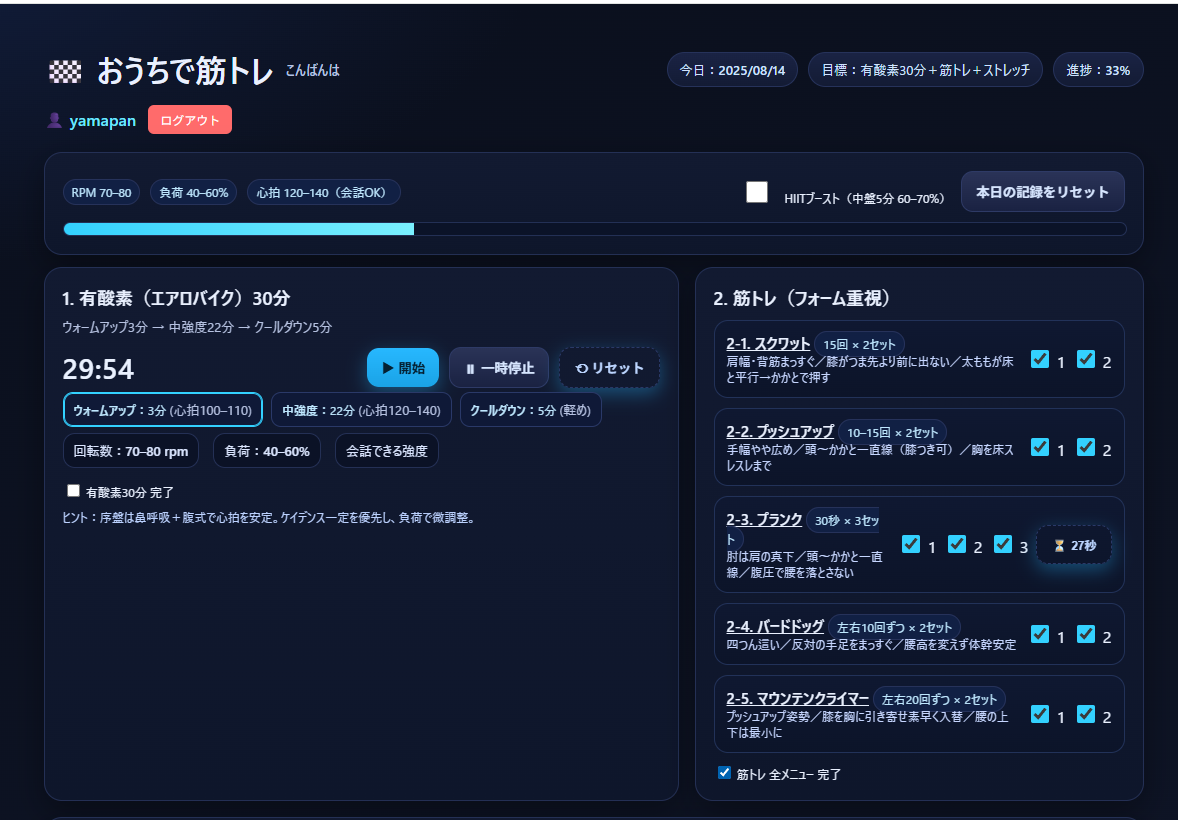 おうちで筋トレ こんばんは
今日：2025/08/14
目標：有酸素30分＋筋トレ＋ストレッチ
進捗：33%
yamapan
ログアウト
RPM 70–80
負荷 40–60%
心拍 120–140（会話OK）
HIITブースト（中盤5分 60–70%）
本日の記録をリセット
1. 有酸素（エアロバイク）30分
ウォームアップ3分 → 中強度22分 → クールダウン5分
29:54
▶ 開始
⏸ 一時停止
⟲ リセット
ウォームアップ：3分 (心拍100–110)
中強度：22分 (心拍120–140)
クールダウン：5分 (軽め)
回転数：70–80 rpm
負荷：40–60%
会話できる強度
有酸素30分 完了
ヒント：序盤は鼻呼吸＋腹式で心拍を安定。ケイデンス一定を優先し、負荷で微調整。
2. 筋トレ（フォーム重視）
2-1. スクワット 15回 × 2セット
肩幅・背筋まっすぐ／膝がつま先より前に出ない／太ももが床
と平行→かかとで押す
1 2
2-2. プッシュアップ 10–15回 × 2セット
手幅やや広め／頭〜かかと一直線（膝つき可）／胸を床ス
レスレまで
1 2
2-3. プランク 30秒 × 3セッ
ト
肘は肩の真下／頭〜かかと一直
線／腹圧で腰を落とさない
1 2 3
⏳ 27秒
2-4. バードドッグ 左右10回ずつ × 2セット
四つん這い／反対の手足をまっすぐ／腰高を変えず体幹安定
1 2
2-5. マウンテンクライマー 左右20回ずつ × 2セット
プッシュアップ姿勢／膝を胸に引き寄せ素早く入替／腰の上
下は最小に
1 2
筋トレ 全メニュー 完了